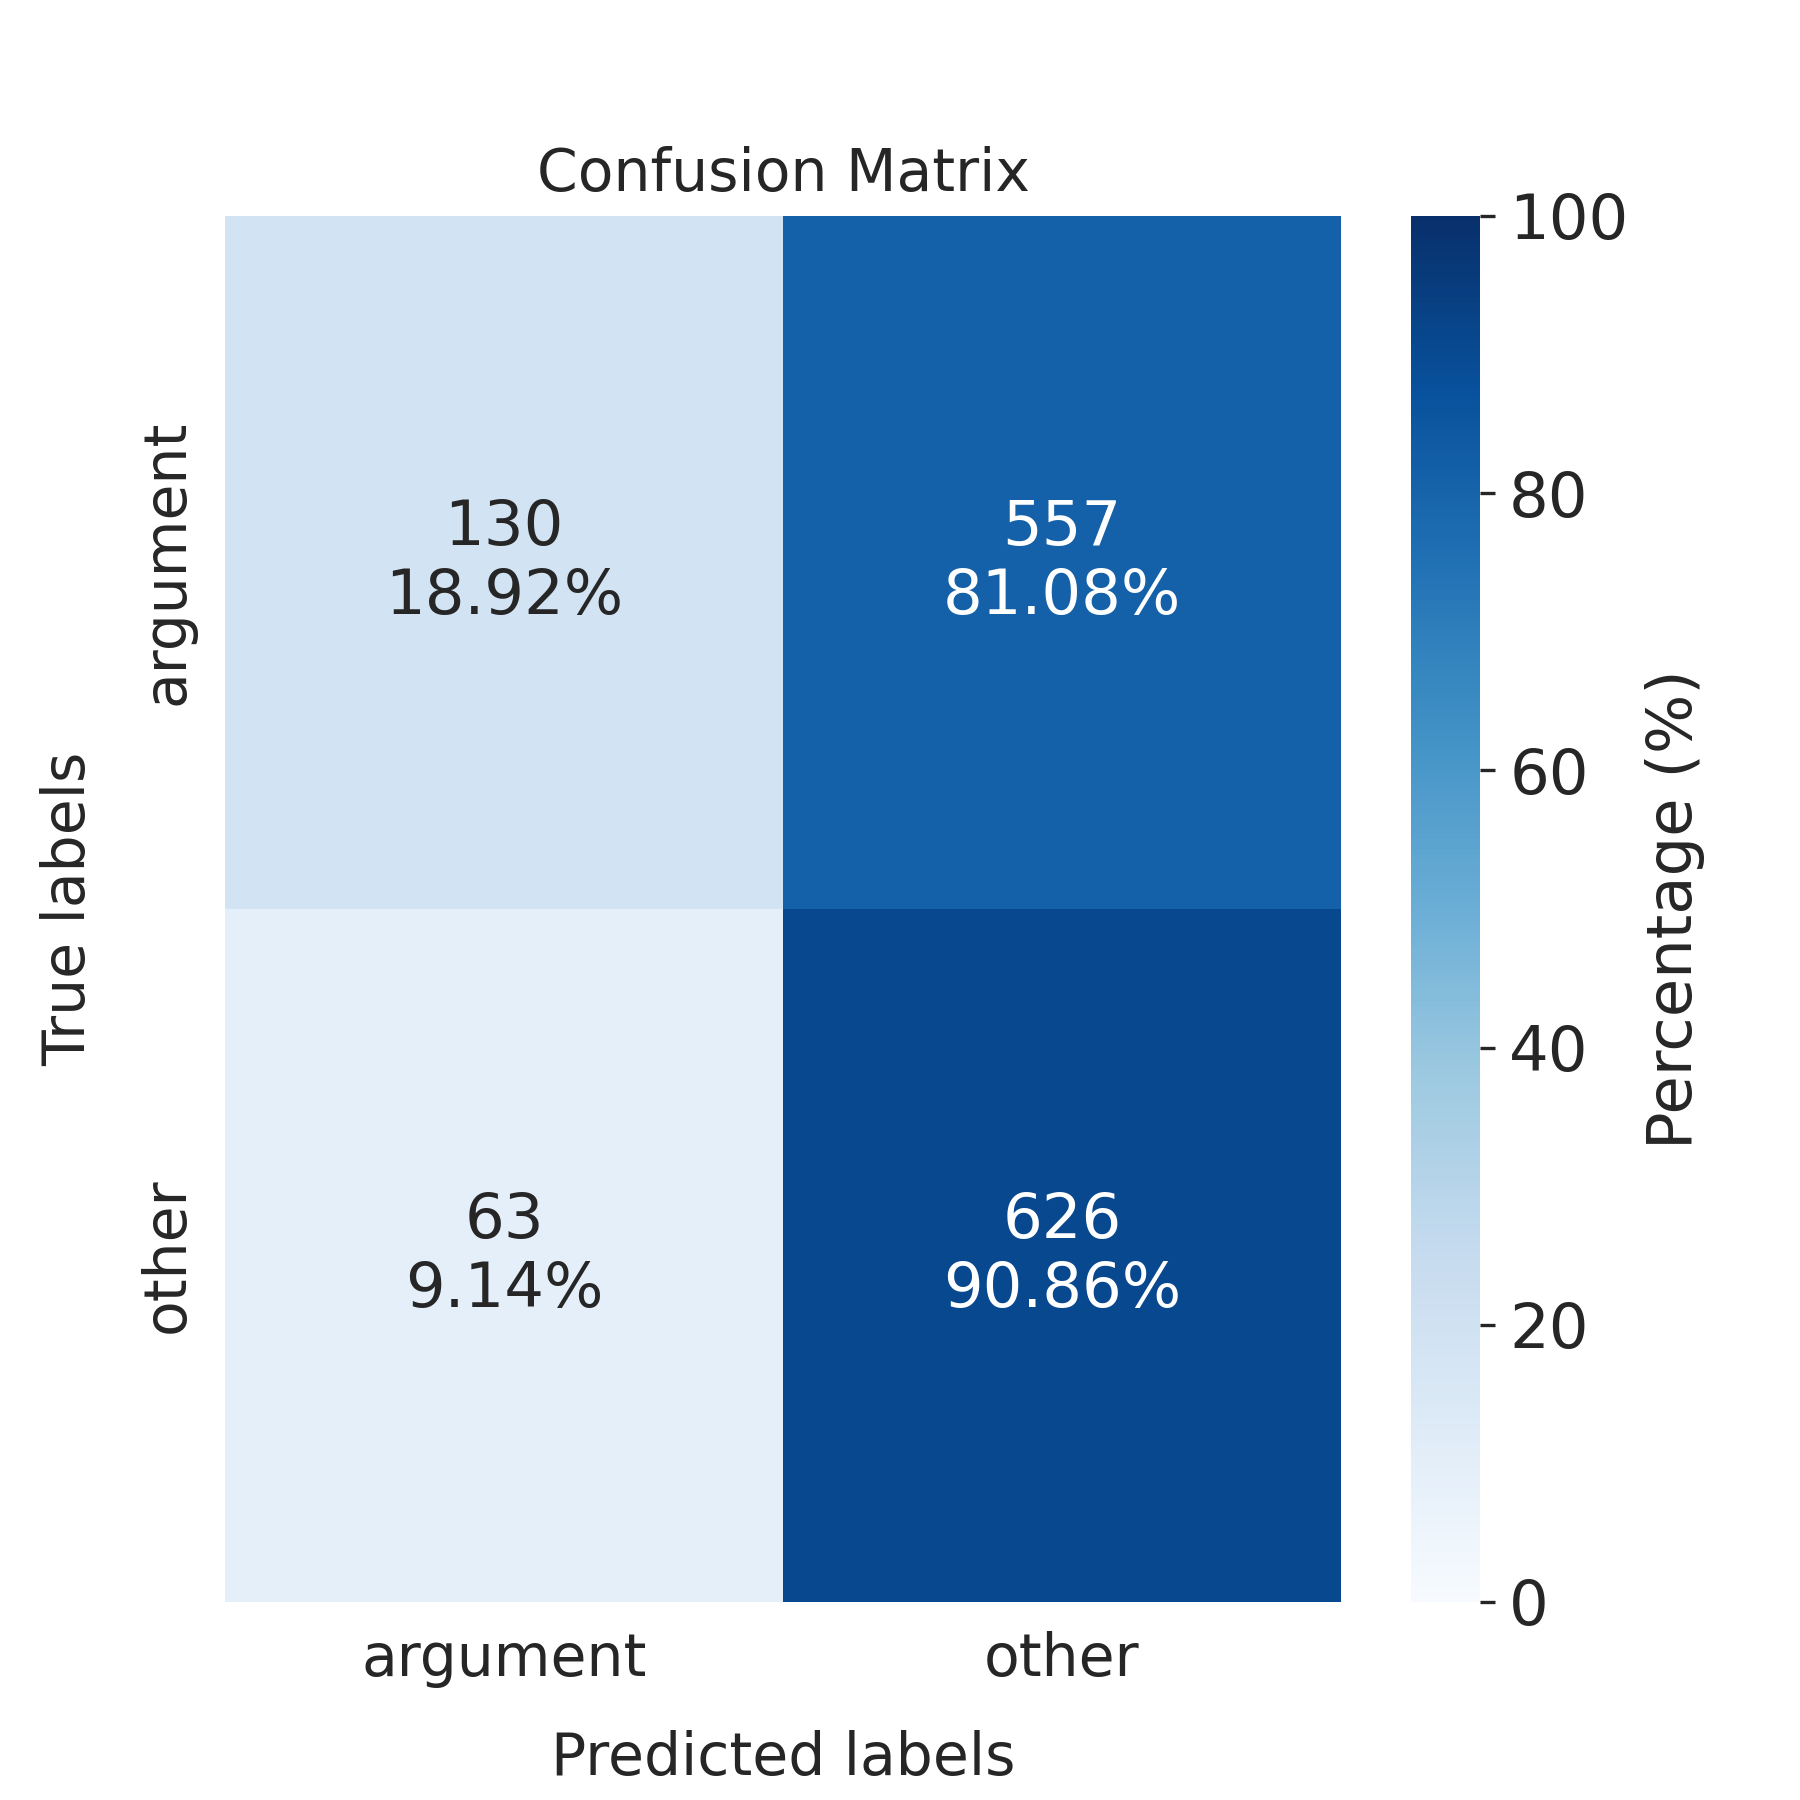 Confusion Matrix
True labels
argument
other
130
18.92%
557
81.08%
63
9.14%
626
90.86%
argument
other
Predicted labels
100
80
60
40
20
0
Percentage (%)